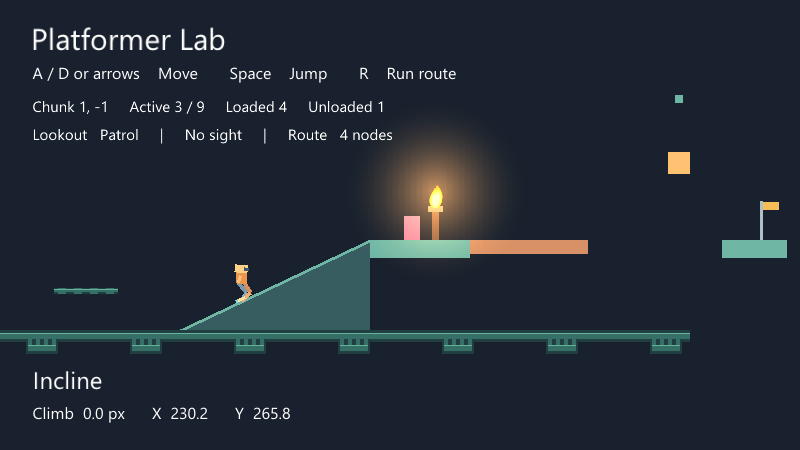 Platformer Lab
A / D or arrows Move Space Jump R Run route
Chunk 1, -1 Active 3 / 9 Loaded 4 Unloaded 1
Lookout Patrol | No sight | Route 4 nodes
Incline
Climb 0.0 px X 230.2 Y 265.8